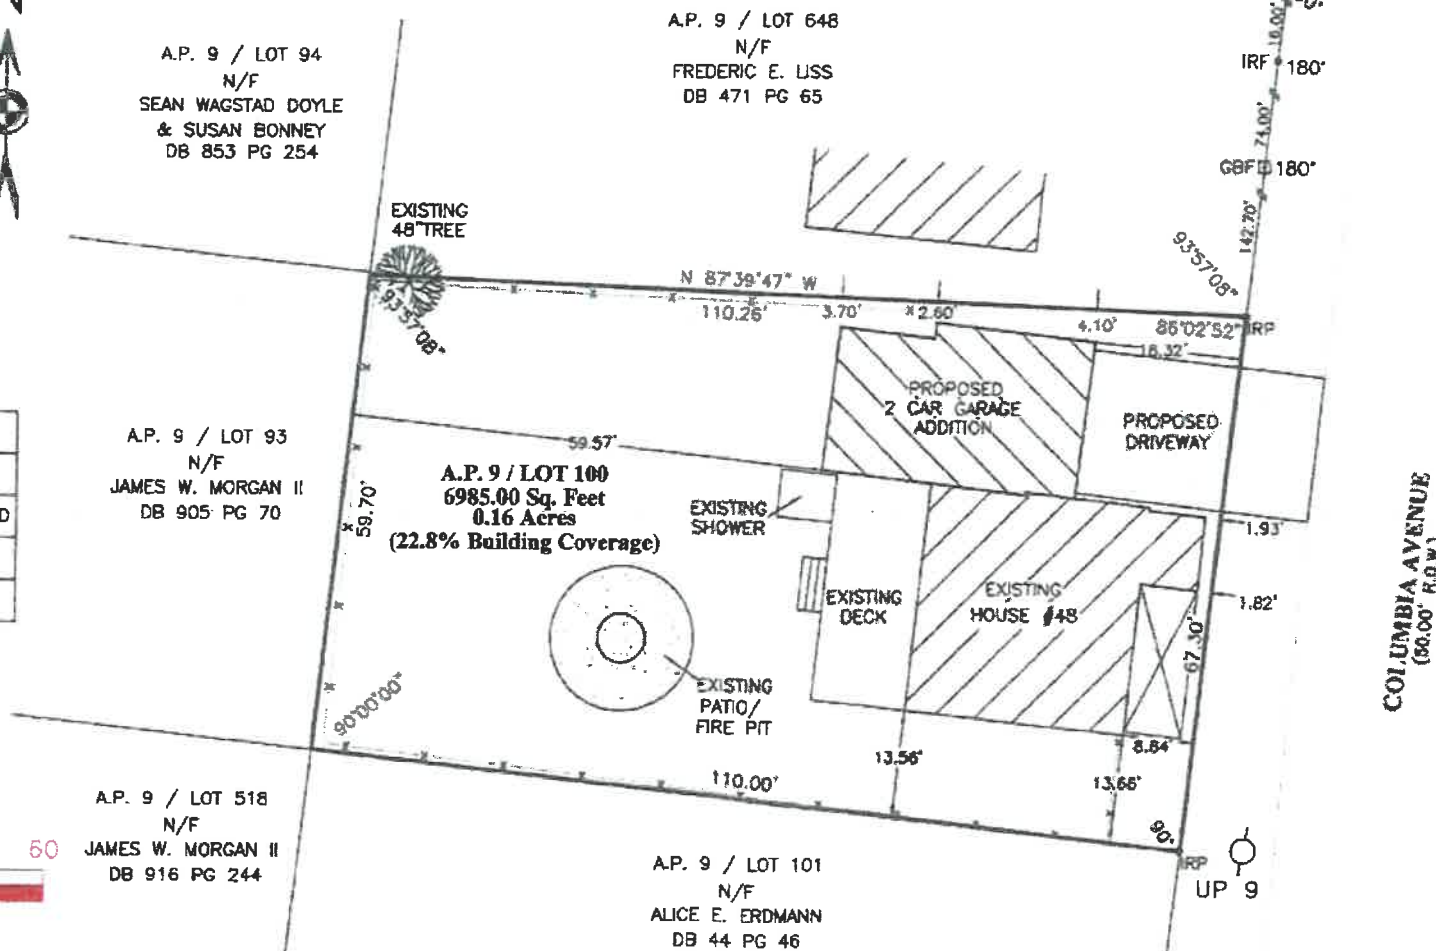 A.P. 9 / LOT 648
N/F
FREDERIC E. LISS
DB 471 PG 65
A.P. 9 / LOT 94
N/F
SEAN WAGSTAD DOYLE
& SUSAN BONNEY
DB 853 PG 254
16.00'
IRF 180°
74.00'
GBF 180°
142.70'
93°57'08"
EXISTING
48"TREE
N 87°39'47" W
110.26'
3.70'
2.60'
4.10'
86°02'52"
IRP
16.32'
93°57'08"
PROPOSED
2 CAR GARAGE
ADDITION
PROPOSED
DRIVEWAY
A.P. 9 / LOT 93
N/F
JAMES W. MORGAN II
DB 905 PG 70
D
59.57'
59.70'
A.P. 9 / LOT 100
6985.00 Sq. Feet
0.16 Acres
(22.8% Building Coverage)
EXISTING
SHOWER
1.93'
COLUMBIA AVENUE
(50.00' R.O.W.)
EXISTING
DECK
EXISTING
HOUSE #48
1.82'
67.30'
EXISTING
PATIO/
FIRE PIT
90°00'00"
8.84'
13.56'
13.66'
110.00'
90°
IRP
UP 9
A.P. 9 / LOT 518
N/F
JAMES W. MORGAN II
DB 916 PG 244
60
A.P. 9 / LOT 101
N/F
ALICE E. ERDMANN
DB 44 PG 46